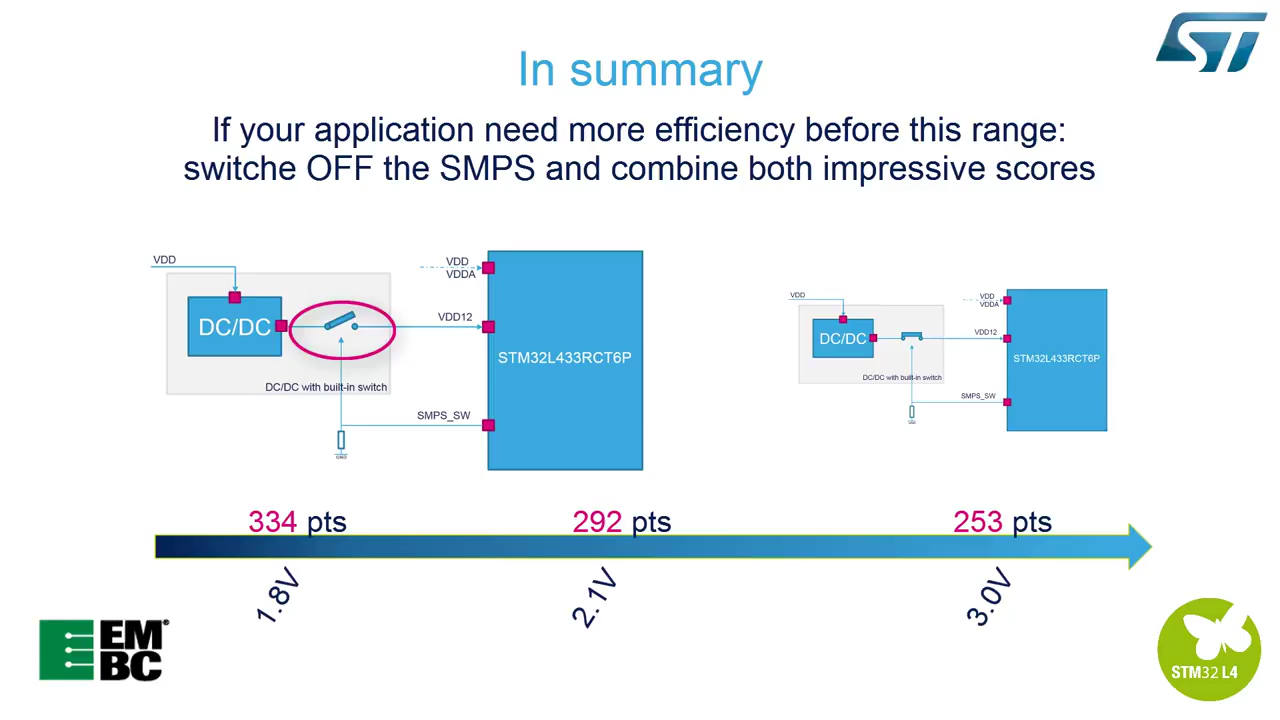 ST
In summary
If your application need more efficiency before this range:
switche OFF the SMPS and combine both impressive scores
VDD
DC/DC
DC/DC with built-in switch
VDD
VDDA
VDD12
SMPS_SW
STM32L433RCT6P
GND
VDD
DC/DC
DC/DC with built-in switch
VDD
VDDA
VDD12
SMPS_SW
STM32L433RCT6P
334 pts
292 pts
253 pts
1.8V
2.1V
3.0V
EM
BC
®
STM32 L4